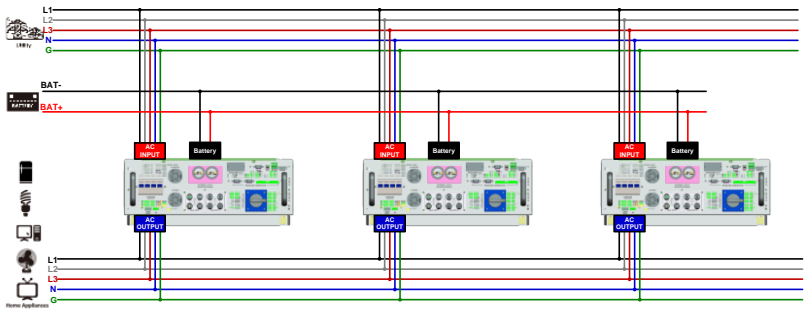 L1
L2
L3
N
G
Utility
BAT-
BATTERY
BAT+
AC
INPUT
Battery
AC
INPUT
Battery
AC
INPUT
Battery
AC
OUTPUT
AC
OUTPUT
AC
OUTPUT
L1
L2
L3
N
G
Home Appliances